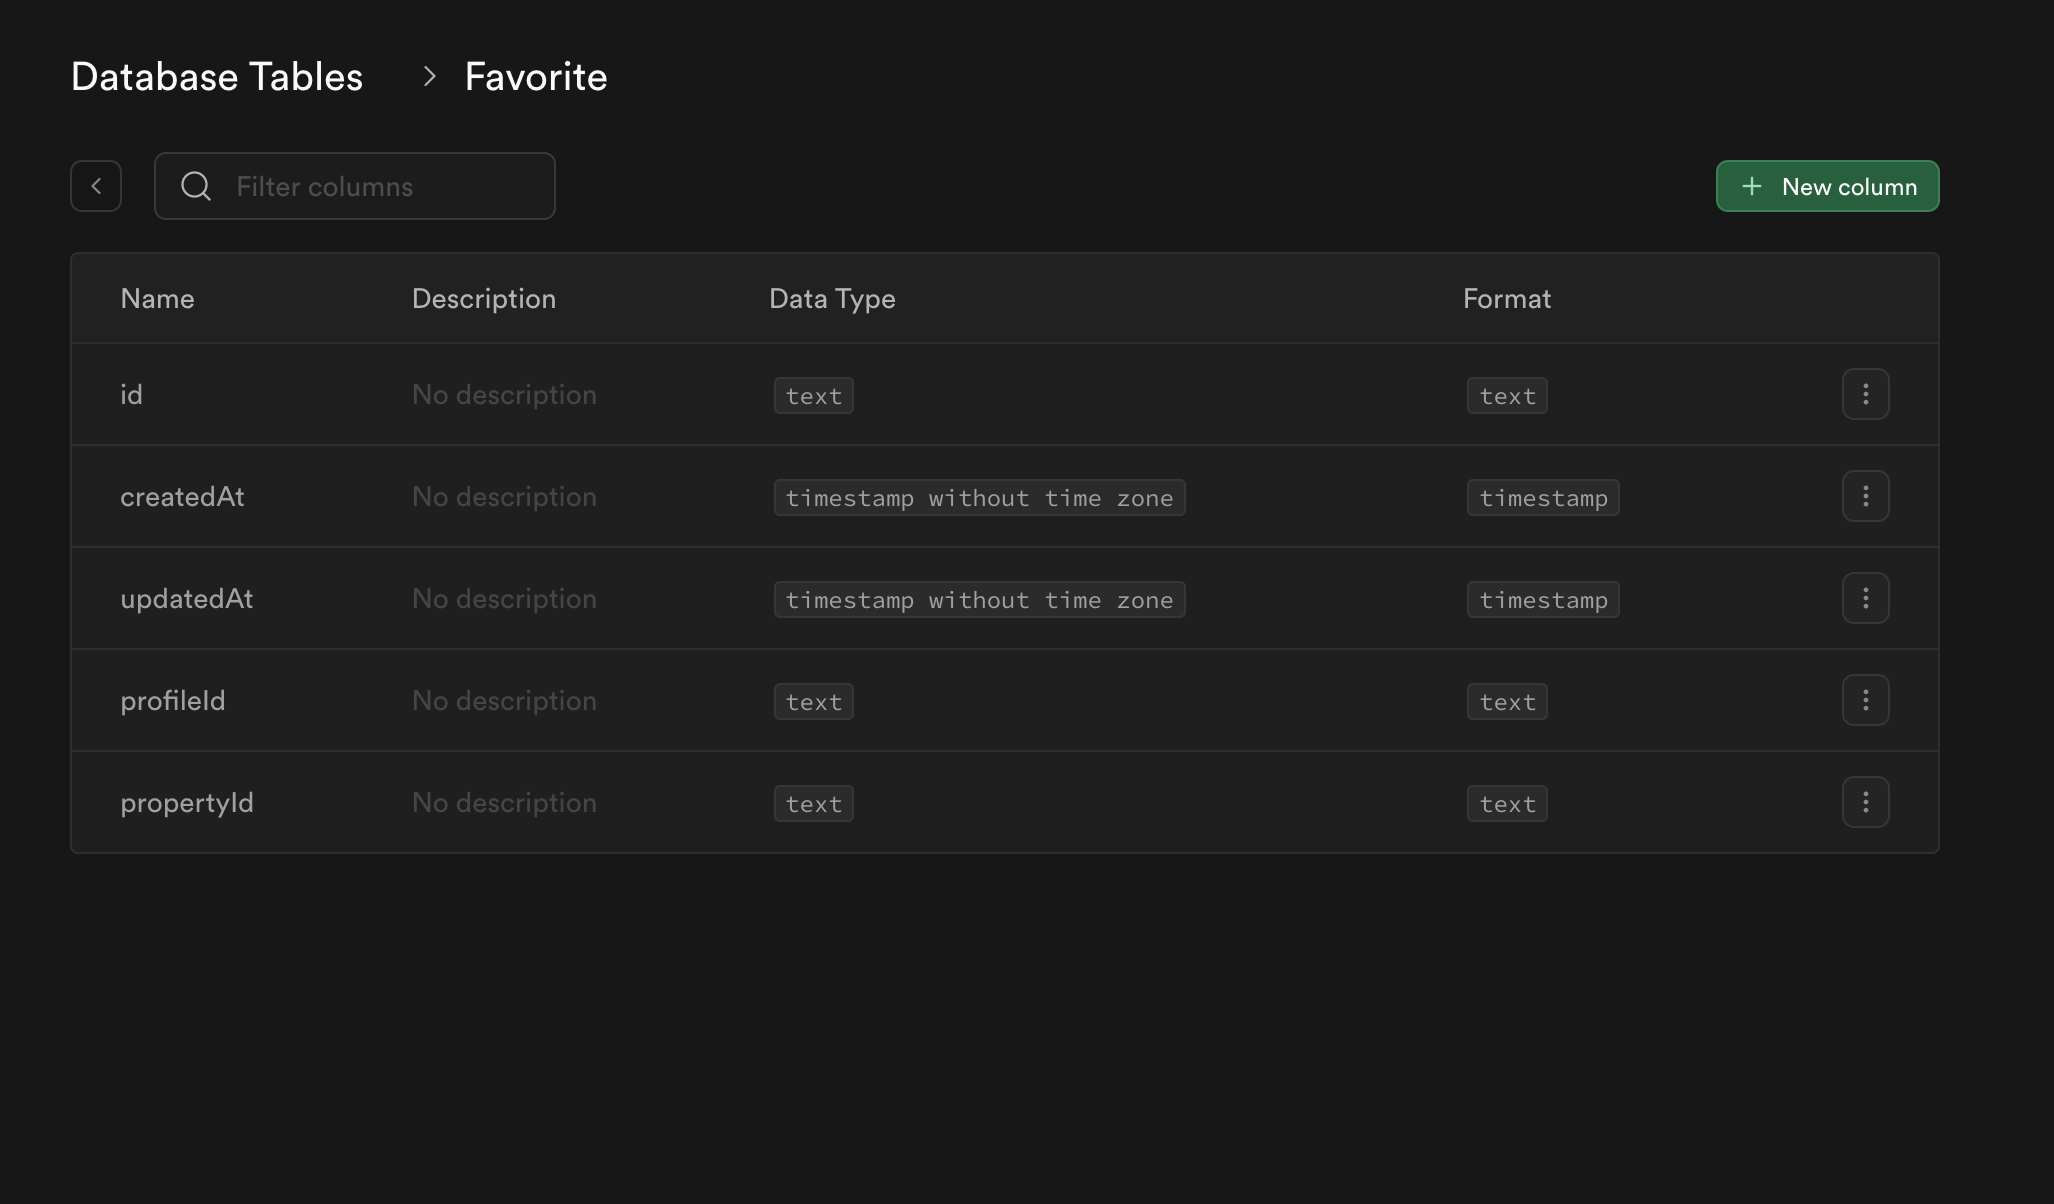 Database Tables > Favorite
Filter columns
New column
Name Description Data Type Format
id No description text text
createdAt No description timestamp without time zone timestamp
updatedAt No description timestamp without time zone timestamp
profileId No description text text
propertyId No description text text